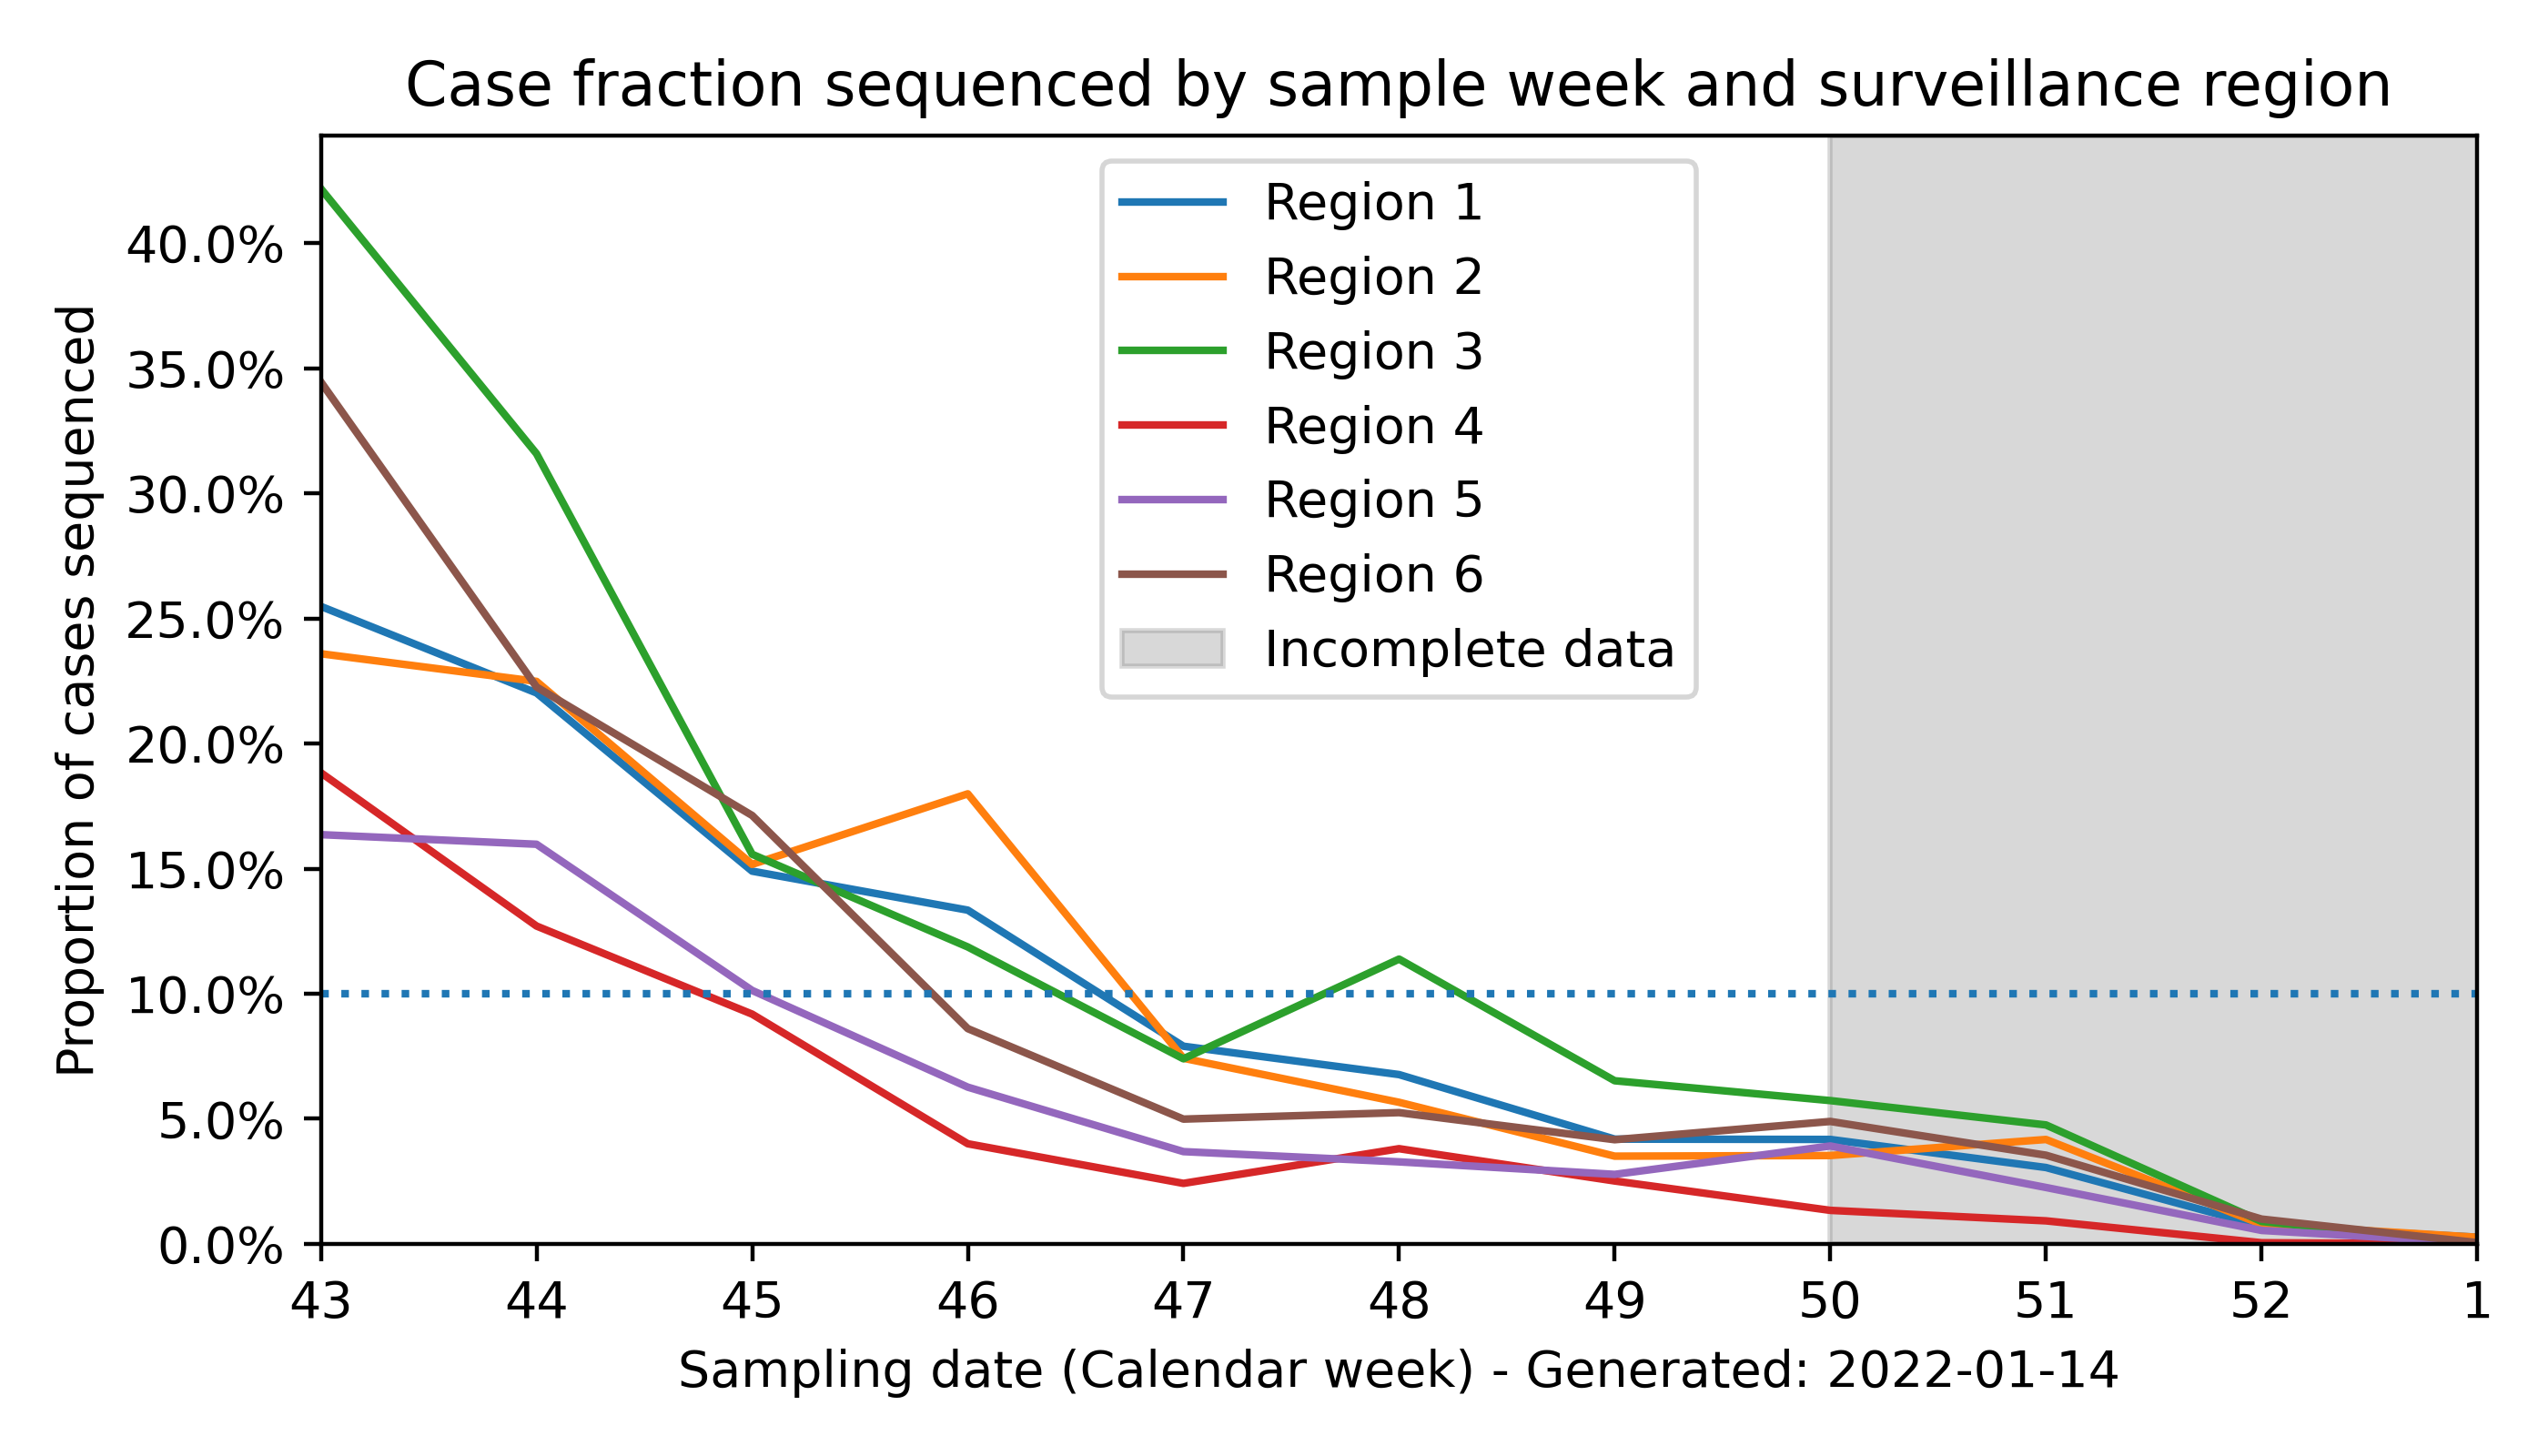 Case fraction sequenced by sample week and surveillance region
Proportion of cases sequenced
40.0%
35.0%
30.0%
25.0%
20.0%
15.0%
10.0%
5.0%
0.0%
Region 1
Region 2
Region 3
Region 4
Region 5
Region 6
Incomplete data
43 44 45 46 47 48 49 50 51 52 1
Sampling date (Calendar week) - Generated: 2022-01-14